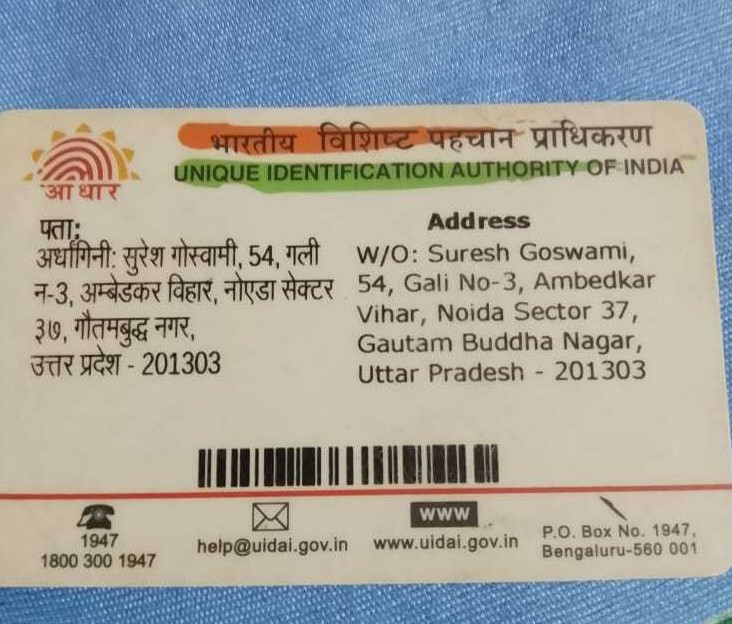 भारतीय विशिष्ट पहचान प्राधिकरण
UNIQUE IDENTIFICATION AUTHORITY OF INDIA
आधार
पता:
अर्धांगिनी: सुरेश गोस्वामी, 54, गली
न-3, अम्बेडकर विहार, नोएडा सेक्टर
३७, गौतमबुद्ध नगर,
उत्तर प्रदेश - 201303
Address
W/O: Suresh Goswami,
54, Gali No-3, Ambedkar
Vihar, Noida Sector 37,
Gautam Buddha Nagar,
Uttar Pradesh - 201303
1947
1800 300 1947
help@uidai.gov.in
www
www.uidai.gov.in
P.O. Box No. 1947,
Bengaluru-560 001